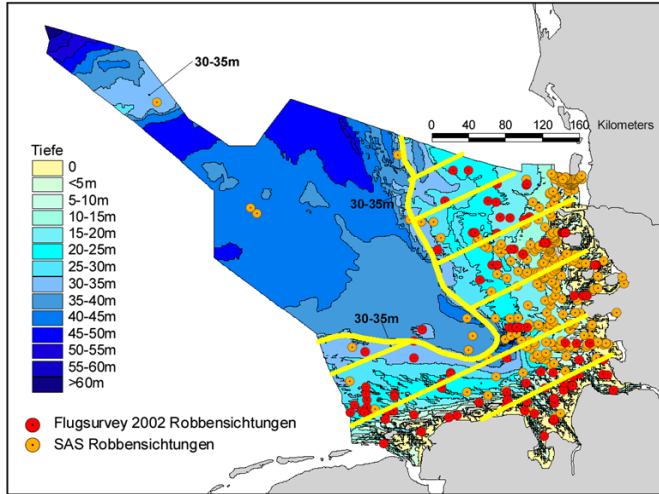 30-35m
Kilometers
0 40 80 120 160
Tiefe
0
<5m
5-10m
10-15m
15-20m
20-25m
25-30m
30-35m
35-40m
40-45m
45-50m
50-55m
55-60m
>60m
30-35m
30-35m
Flugsurvey 2002 Robbensichtungen
SAS Robbensichtungen